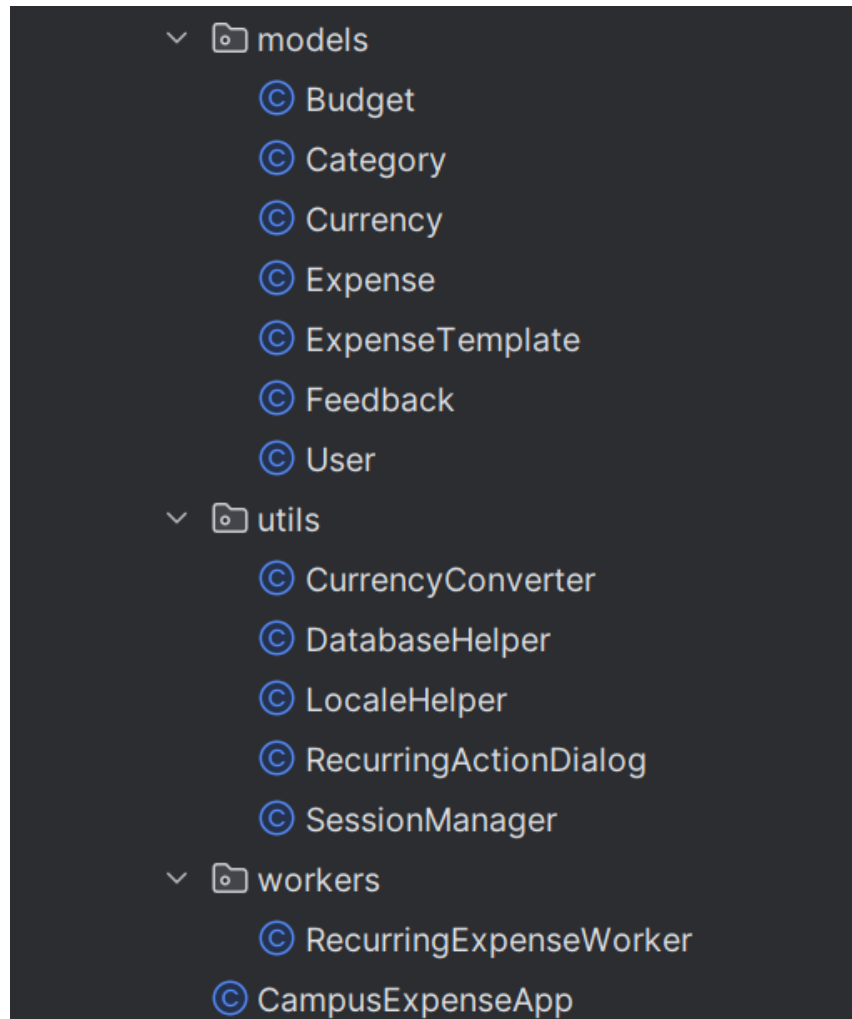 models
C Budget
C Category
C Currency
C Expense
C ExpenseTemplate
C Feedback
C User
utils
C CurrencyConverter
C DatabaseHelper
C LocaleHelper
C RecurringActionDialog
C SessionManager
workers
C RecurringExpenseWorker
C CampusExpenseApp